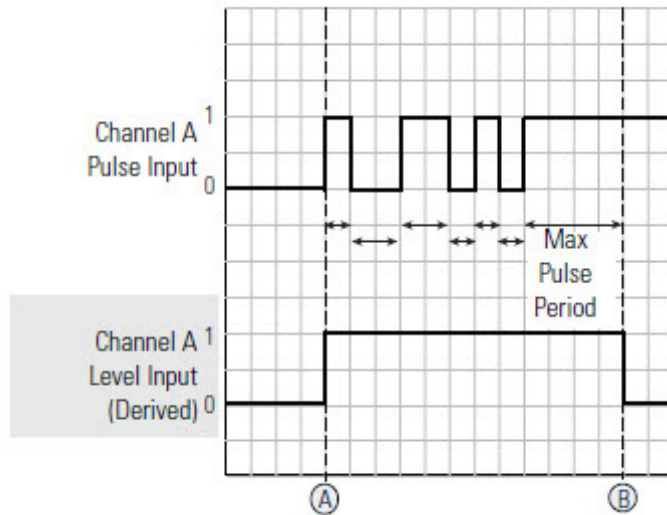 Channel A
Pulse Input
1
0
Max
Pulse
Period
Channel A
Level Input
(Derived)
1
0
A
B